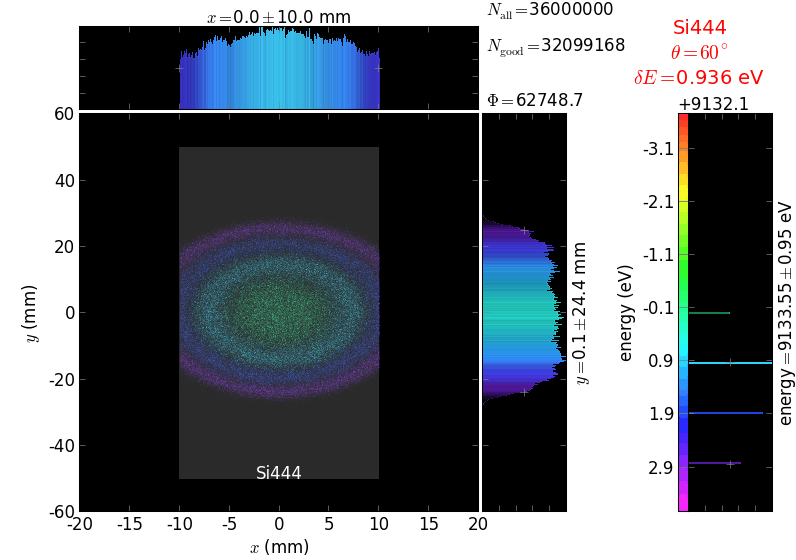 x = 0.0 ± 10.0 mm
N_all = 36000000
N_good = 32099168
Φ = 62748.7
Si444
θ = 60°
δE = 0.936 eV
+9132.1
60
40
20
0
-20
-40
-60
y (mm)
Si444
-20
-15
-10
-5
0
5
10
15
20
x (mm)
y = 0.1 ± 24.4 mm
energy (eV)
-3.1
-2.1
-1.1
-0.1
0.9
1.9
2.9
energy = 9133.55 ± 0.95 eV